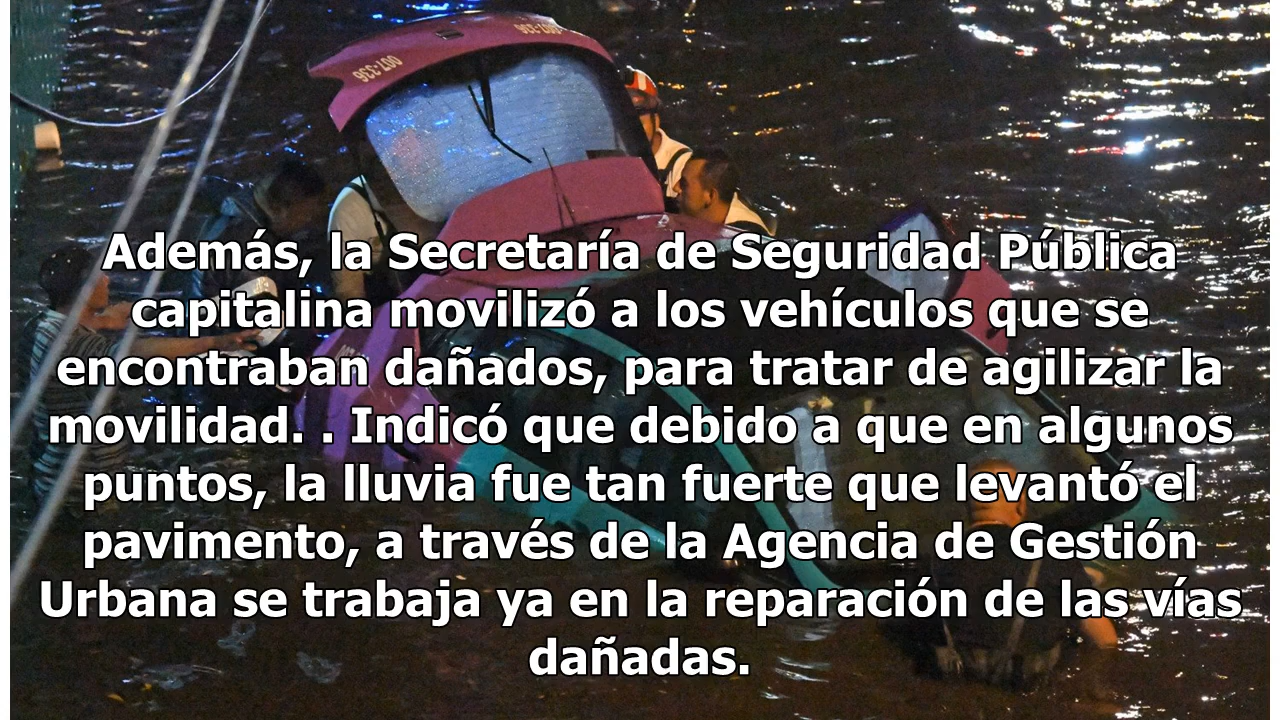 007-336
Además, la Secretaría de Seguridad Pública
capitalina movilizó a los vehículos que se
encontraban dañados, para tratar de agilizar la
movilidad. . Indicó que debido a que en algunos
puntos, la lluvia fue tan fuerte que levantó el
pavimento, a través de la Agencia de Gestión
Urbana se trabaja ya en la reparación de las vías
dañadas.